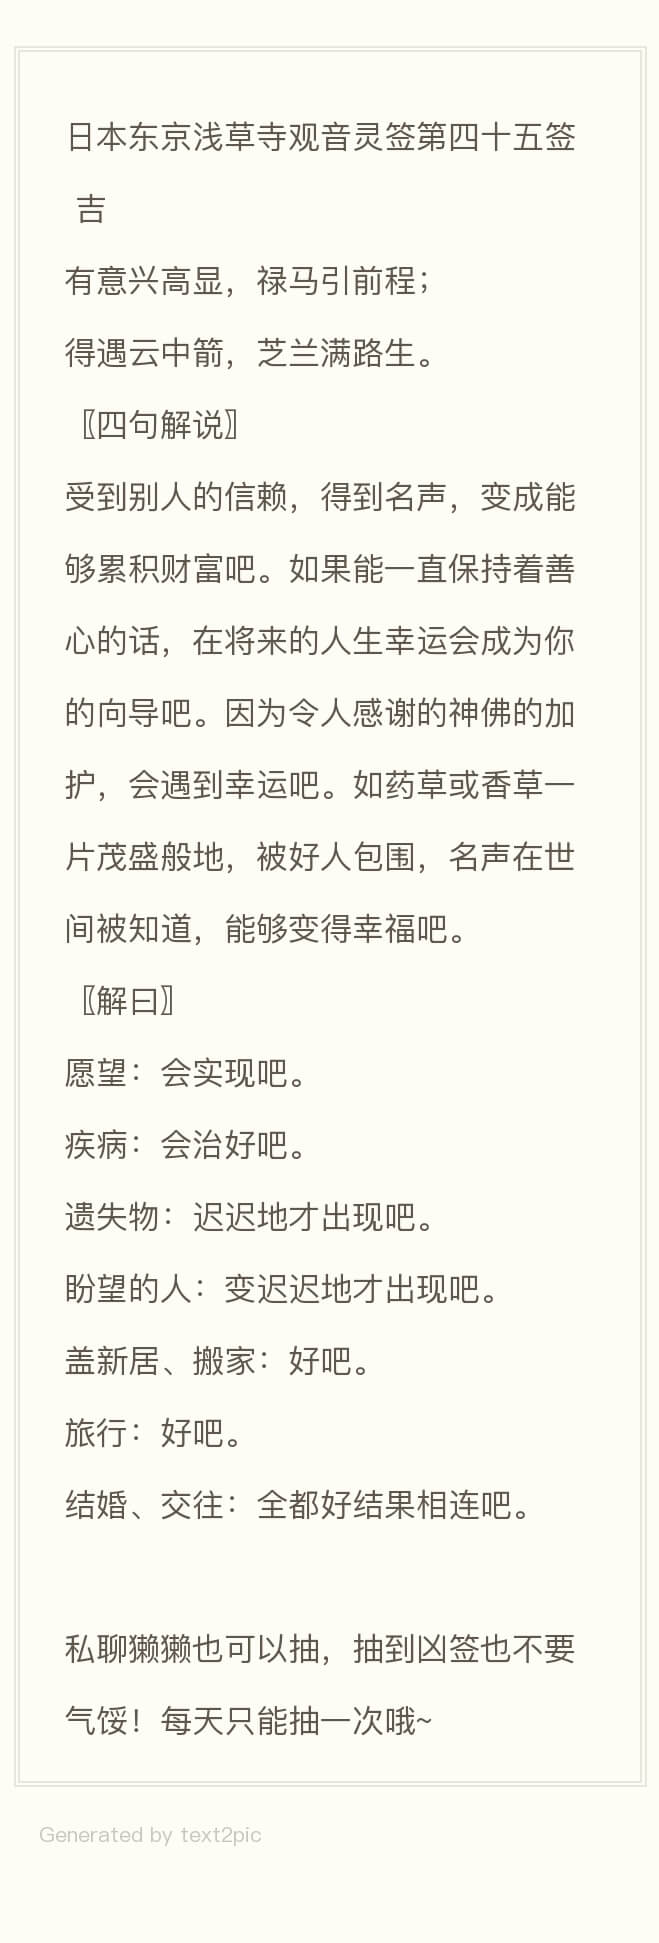 日本东京浅草寺观音灵签第四十五签
吉
有意兴高显，禄马引前程；
得遇云中箭，芝兰满路生。
〖四句解说〗
受到别人的信赖，得到名声，变成能
够累积财富吧。如果能一直保持着善
心的话，在将来的人生幸运会成为你
的向导吧。因为令人感谢的神佛的加
护，会遇到幸运吧。如药草或香草一
片茂盛般地，被好人包围，名声在世
间被知道，能够变得幸福吧。
〖解曰〗
愿望：会实现吧。
疾病：会治好吧。
遗失物：迟迟地才出现吧。
盼望的人：变迟迟地才出现吧。
盖新居、搬家：好吧。
旅行：好吧。
结婚、交往：全都好结果相连吧。
私聊獭獭也可以抽，抽到凶签也不要
气馁！每天只能抽一次哦~
Generated by text2pic